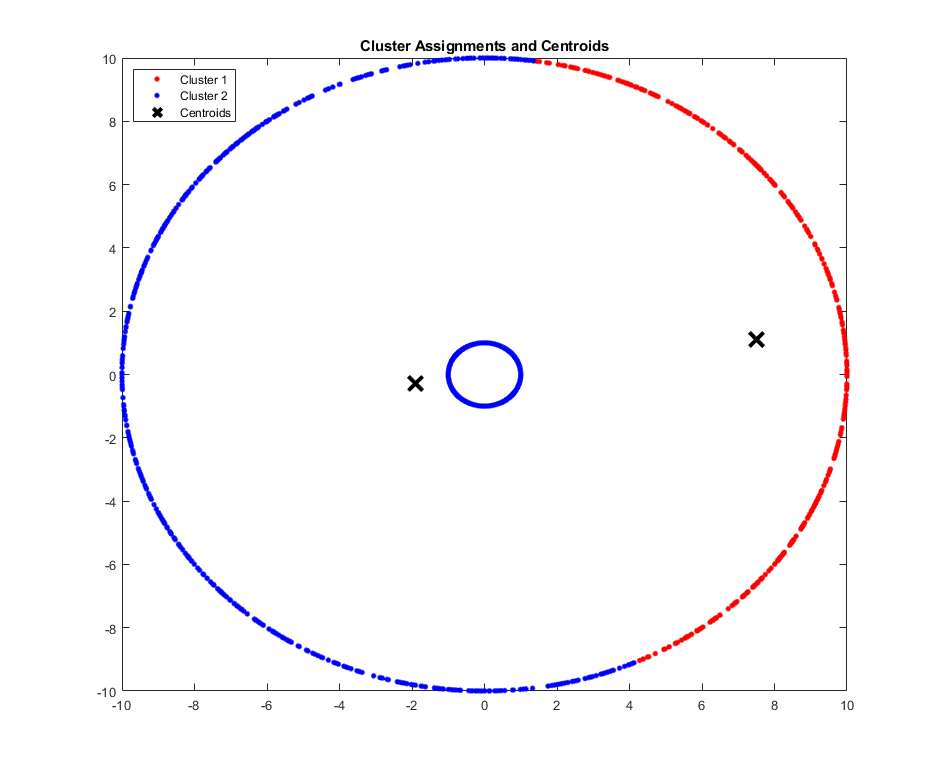 Cluster Assignments and Centroids
Cluster 1
Cluster 2
Centroids
10
8
6
4
2
0
-2
-4
-6
-8
-10
-10 -8 -6 -4 -2 0 2 4 6 8 10